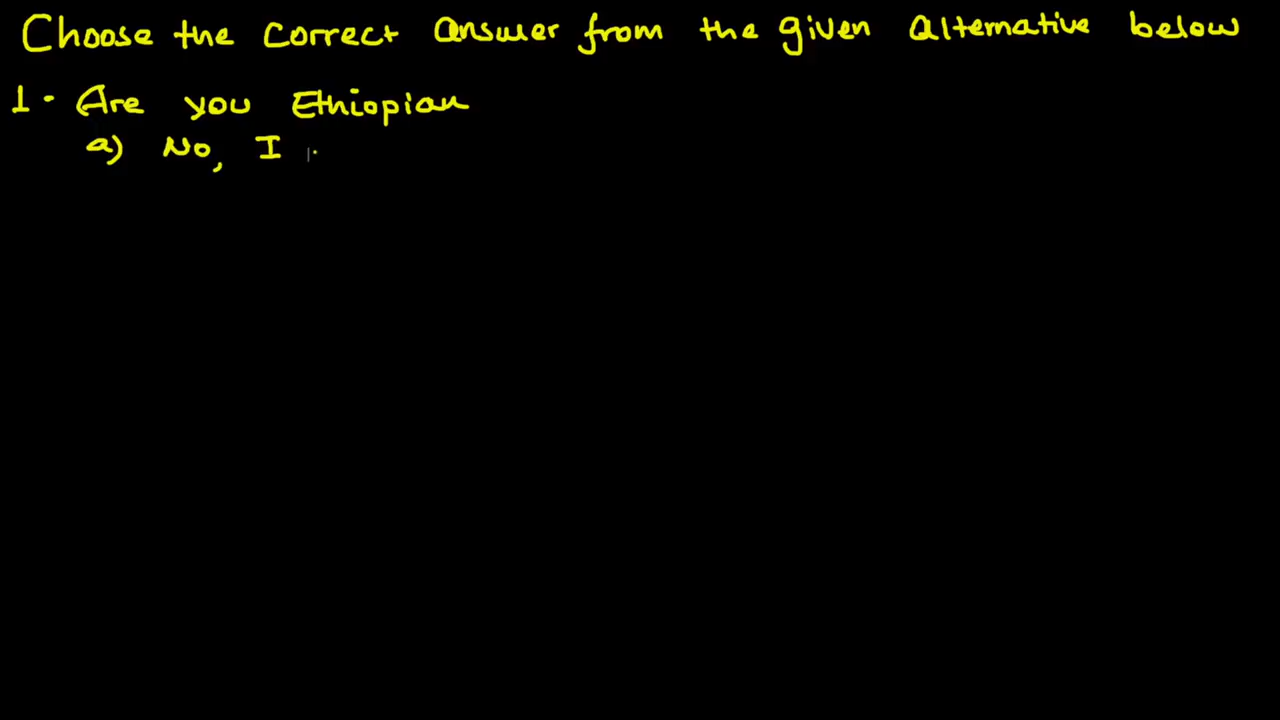 Choose the correct answer from the given alternative below
1. Are you Ethiopian
a) No, I